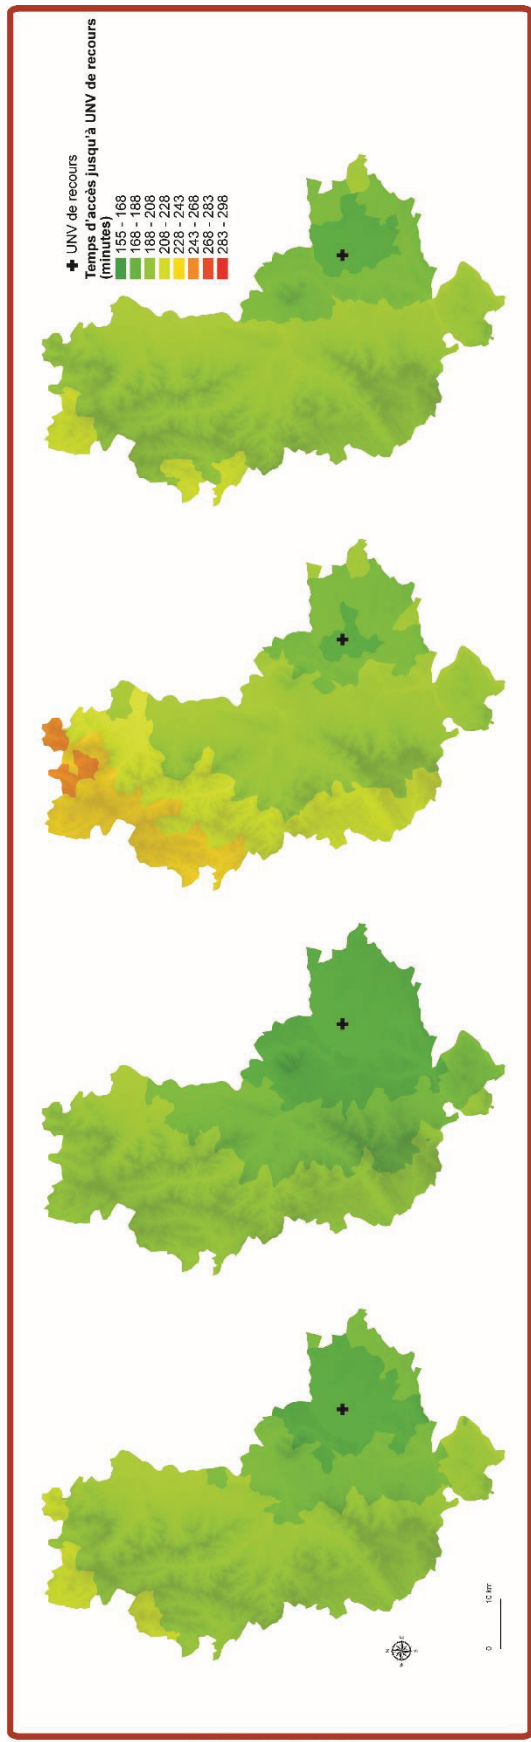 UNV de recours
Temps d'accès jusqu'à UNV de recours
(minutes)
155 - 168
168 - 188
188 - 208
208 - 228
228 - 243
243 - 268
268 - 283
283 - 298
N
W E
S
0 10 km